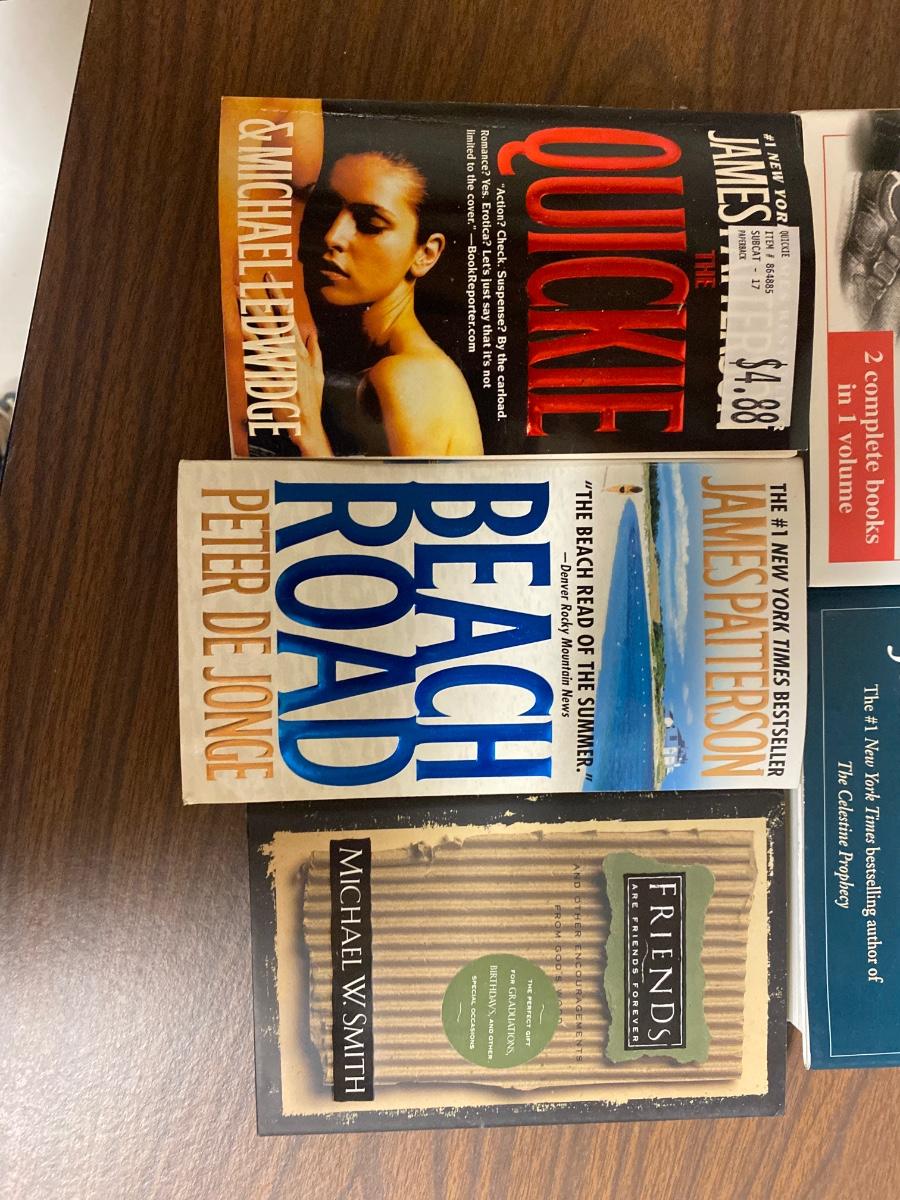 #1 NEW YOR
JAMES PATTERSON
QUICKIE
ITEM # 864885
SUBCAT - 17
PAPERBACK
$4.88
THE
QUICKIE
"Action? Check. Suspense? By the carload.
Romance? Yes. Erotica? Let's just say that it's not
limited to the cover." —BookReporter.com
& MICHAEL LEDWIDGE
THE #1 NEW YORK TIMES BESTSELLER
JAMES PATTERSON
"THE BEACH READ OF THE SUMMER."
—Denver Rocky Mountain News
BEACH
ROAD
PETER DE JONGE
FRIENDS
ARE FRIENDS FOREVER
AND OTHER ENCOURAGEMENTS
FROM GOD'S WORD
THE PERFECT GIFT
FOR GRADUATIONS,
BIRTHDAYS, AND OTHER
SPECIAL OCCASIONS
MICHAEL W. SMITH
2 complete books
in 1 volume
The #1 New York Times bestselling author of
The Celestine Prophecy